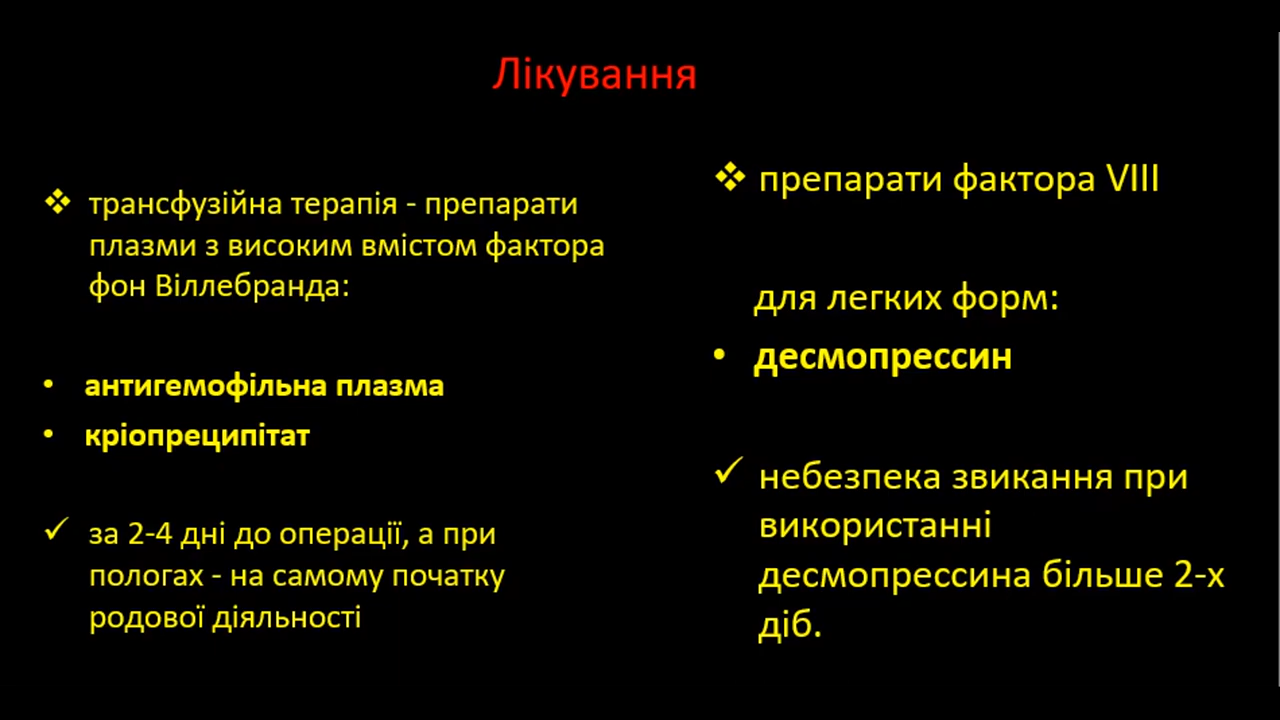 Лікування
трансфузійна терапія - препарати
плазми з високим вмістом фактора
фон Віллебранда:
антигемофільна плазма
кріопреципітат
за 2-4 дні до операції, а при
пологах - на самому початку
родової діяльності
препарати фактора VIII
для легких форм:
десмопрессин
небезпека звикання при
використанні
десмопрессина більше 2-х
діб.